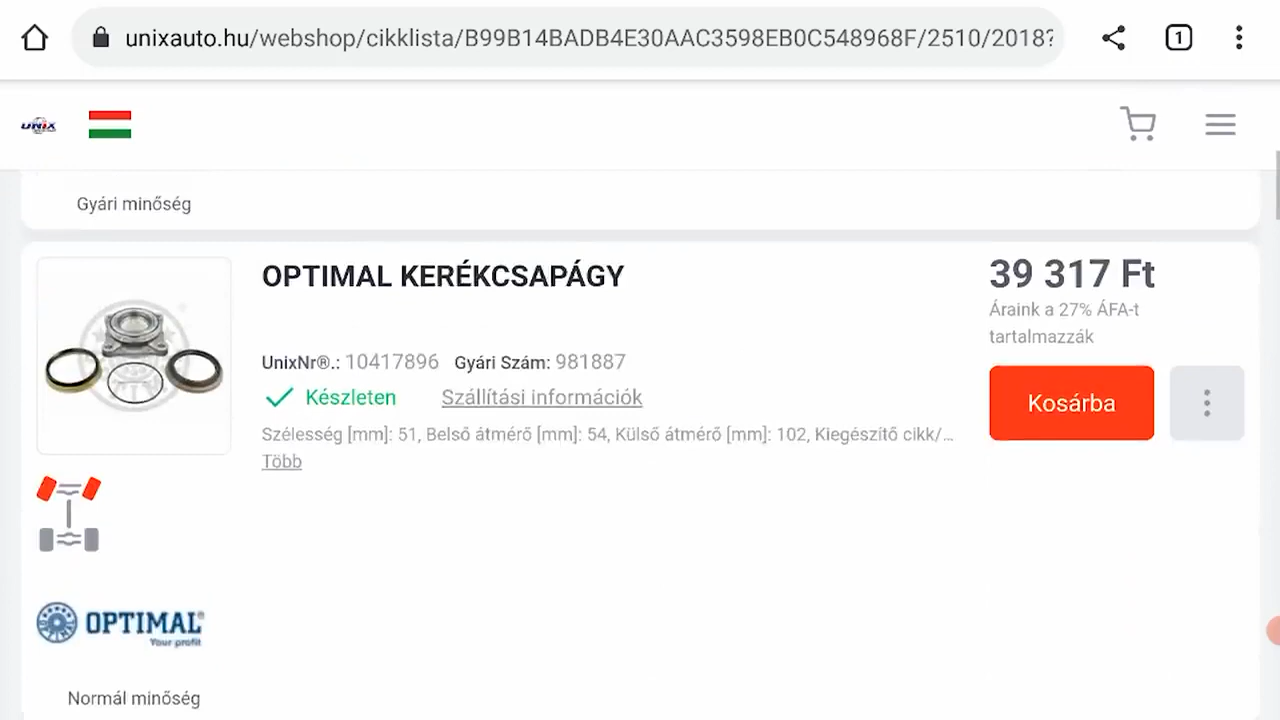 unixauto.hu/webshop/cikklista/B99B14BADB4E30AAC3598EB0C548968F/2510/2018?
1
UNIX
Gyári minőség
OPTIMAL KERÉKCSAPÁGY
39 317 Ft
Áraink a 27% ÁFA-t
tartalmazzák
UnixNr®.: 10417896 Gyári Szám: 981887
Készleten Szállítási információk
Kosárba
Szélesség [mm]: 51, Belső átmérő [mm]: 54, Külső átmérő [mm]: 102, Kiegészítő cikk/...
Több
OPTIMAL®
Your profit
Normál minőség